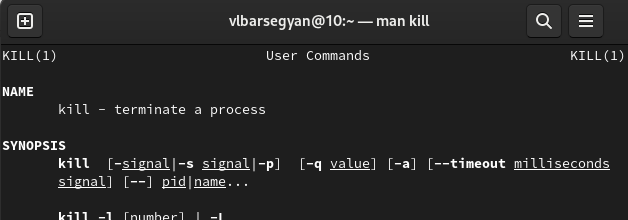 vlbarsegyan@10:~ — man kill
KILL(1) User Commands KILL(1)
NAME
kill - terminate a process
SYNOPSIS
kill [-signal|-s signal|-p] [-q value] [-a] [--timeout milliseconds
signal] [--] pid|name...
kill -l [number] | -L